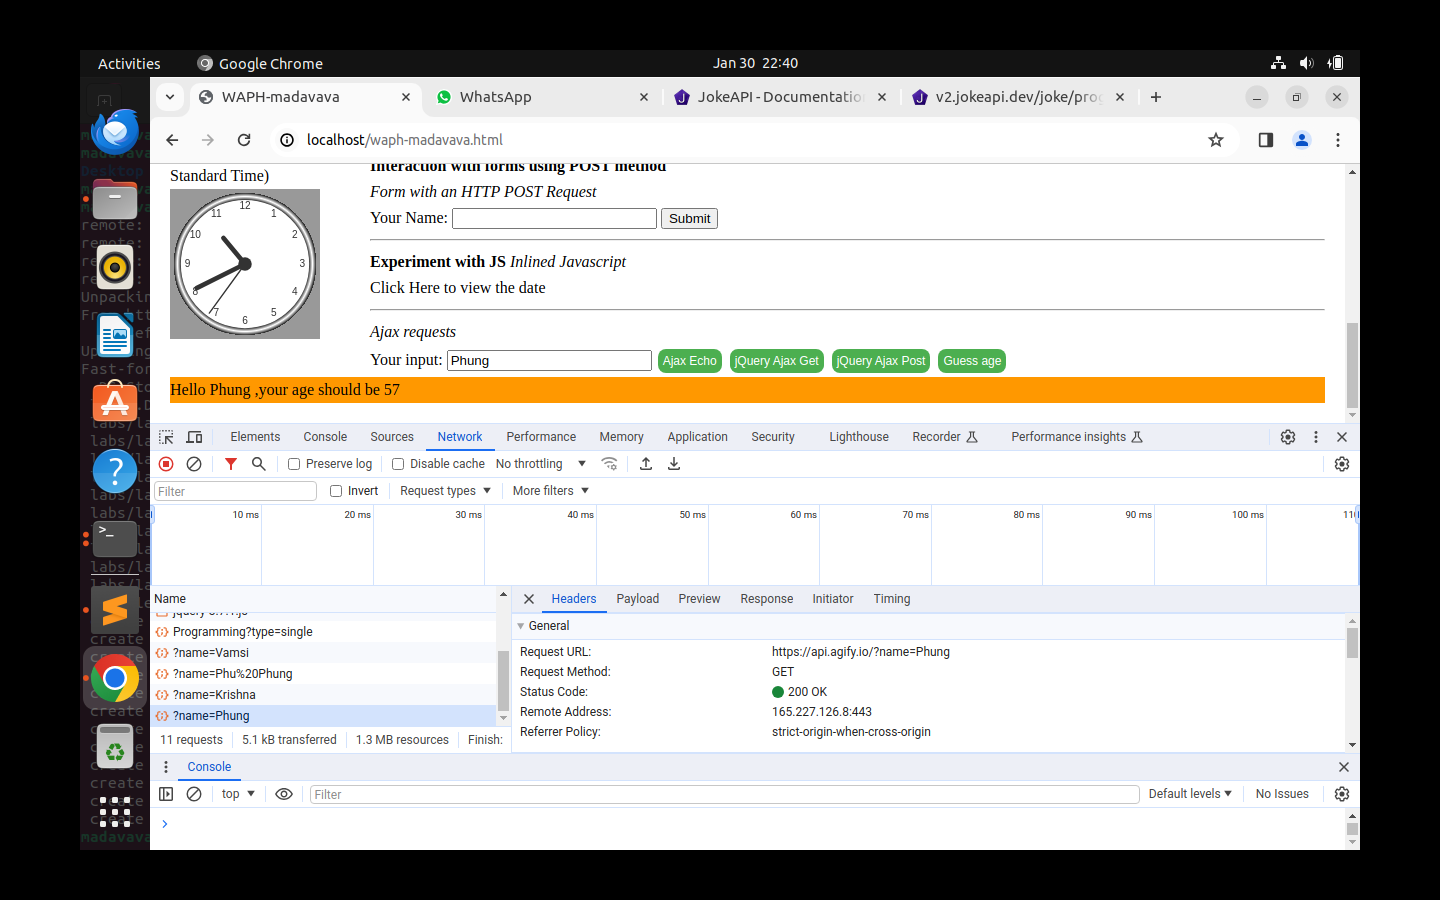 Activities
Google Chrome
Jan 30 22:40
WAPH-madavava
WhatsApp
JokeAPI - Documentatio
v2.jokeapi.dev/joke/prog
localhost/waph-madavava.html
Standard Time)
12
1
2
3
4
5
6
7
8
9
10
11
Interaction with forms using POST method
Form with an HTTP POST Request
Your Name:
Submit
Experiment with JS Inlined Javascript
Click Here to view the date
Ajax requests
Your input: Phung
Ajax Echo
jQuery Ajax Get
jQuery Ajax Post
Guess age
Hello Phung ,your age should be 57
Elements
Console
Sources
Network
Performance
Memory
Application
Security
Lighthouse
Recorder
Performance insights
Preserve log
Disable cache
No throttling
Filter
Invert
Request types
More filters
10 ms
20 ms
30 ms
40 ms
50 ms
60 ms
70 ms
80 ms
90 ms
100 ms
Name
Programming?type=single
?name=Vamsi
?name=Phu%20Phung
?name=Krishna
?name=Phung
11 requests
5.1 kB transferred
1.3 MB resources
Finish:
Headers
Payload
Preview
Response
Initiator
Timing
General
Request URL: https://api.agify.io/?name=Phung
Request Method: GET
Status Code: 200 OK
Remote Address: 165.227.126.8:443
Referrer Policy: strict-origin-when-cross-origin
Console
top
Filter
Default levels
No Issues